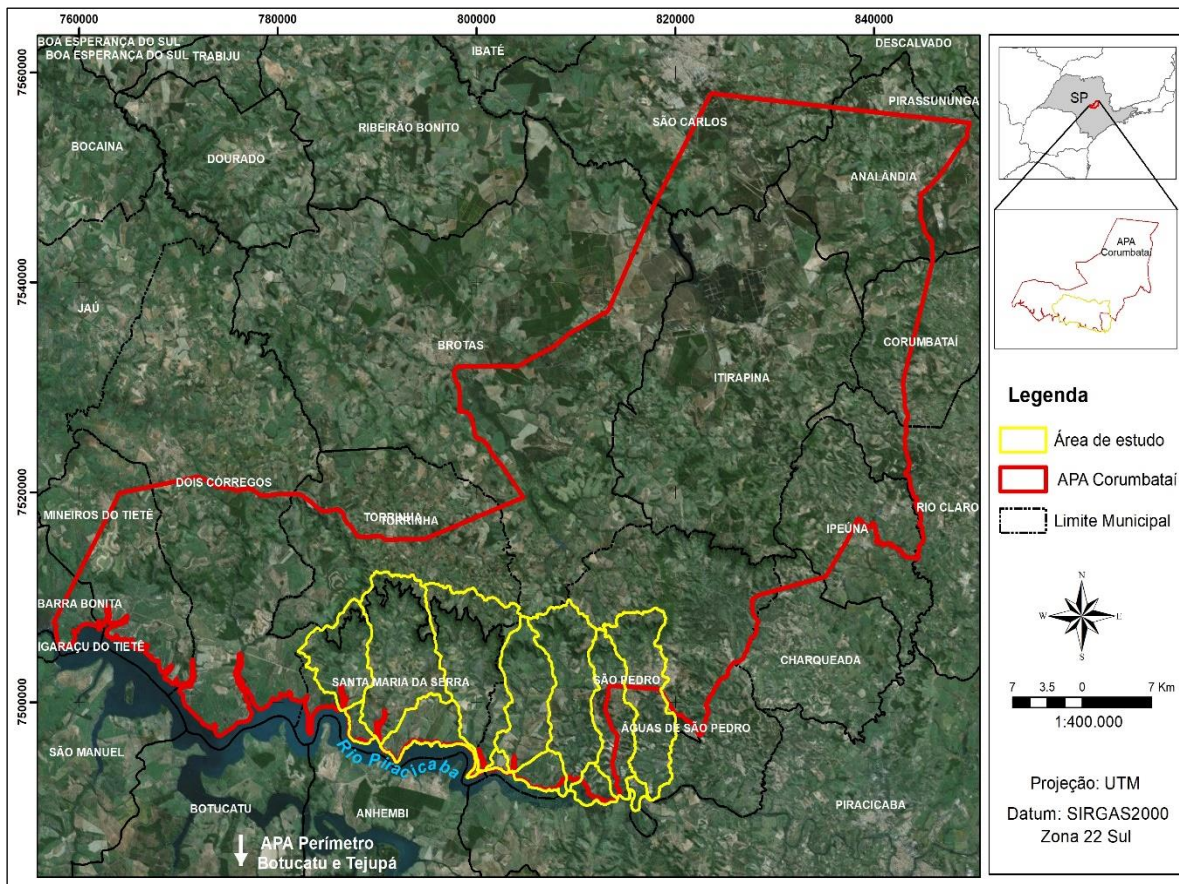 760000 780000 800000 820000 840000
BOA ESPERANÇA DO SUL
BOA ESPERANÇA DO SUL TRABIJU
IBATÉ
DESCALVADO
7560000
PIRASSUNUNGA
SÃO CARLOS
RIBEIRÃO BONITO
BOCAINA
DOURADO
ANALÂNDIA
7540000
JAÚ
BROTAS
CORUMBATAÍ
ITIRAPINA
7520000
DOIS CÓRREGOS
MINEIROS DO TIETÊ
TORRINHA
TORRINHA
RIO CLARO
IPEÚNA
BARRA BONITA
IGARAÇU DO TIETÊ
CHARQUEADA
SANTA MARIA DA SERRA
SÃO PEDRO
7500000
ÁGUAS DE SÃO PEDRO
SÃO MANUEL
Rio Piracicaba
BOTUCATU
ANHEMBI
PIRACICABA
APA Perímetro
Botucatu e Tejupá
SP
APA
Corumbataí
Legenda
Área de estudo
APA Corumbataí
Limite Municipal
N
W E
S
7 3.5 0 7 Km
1:400.000
Projeção: UTM
Datum: SIRGAS2000
Zona 22 Sul